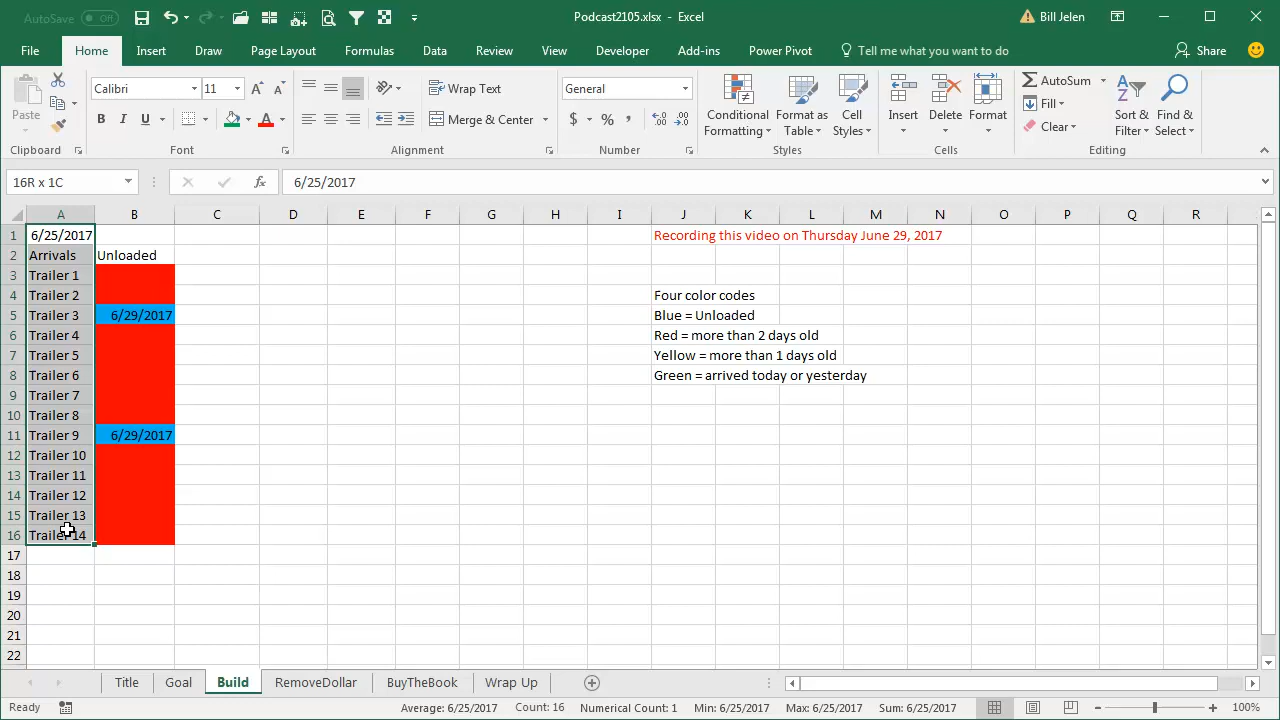 AutoSave Off Podcast2105.xlsx - Excel Bill Jelen
File Home Insert Draw Page Layout Formulas Data Review View Developer Add-ins Power Pivot Tell me what you want to do Share
Paste Calibri 11 A A Wrap Text General Conditional Formatting Format as Table Cell Styles Insert Delete Format AutoSum Sort & Filter Find & Select
B I U A Merge & Center $ % , Fill
Clear
Clipboard Font Alignment Number Styles Cells Editing
16R x 1C fx 6/25/2017
A B C D E F G H I J K L M N O P Q R
1 6/25/2017 Recording this video on Thursday June 29, 2017
2 Arrivals Unloaded
3 Trailer 1
4 Trailer 2 Four color codes
5 Trailer 3 6/29/2017 Blue = Unloaded
6 Trailer 4 Red = more than 2 days old
7 Trailer 5 Yellow = more than 1 days old
8 Trailer 6 Green = arrived today or yesterday
9 Trailer 7
10 Trailer 8
11 Trailer 9 6/29/2017
12 Trailer 10
13 Trailer 11
14 Trailer 12
15 Trailer 13
16 Trailer 14
17
18
19
20
21
22
Title Goal Build RemoveDollar BuyTheBook Wrap Up
Ready Average: 6/25/2017 Count: 16 Numerical Count: 1 Min: 6/25/2017 Max: 6/25/2017 Sum: 6/25/2017 100%